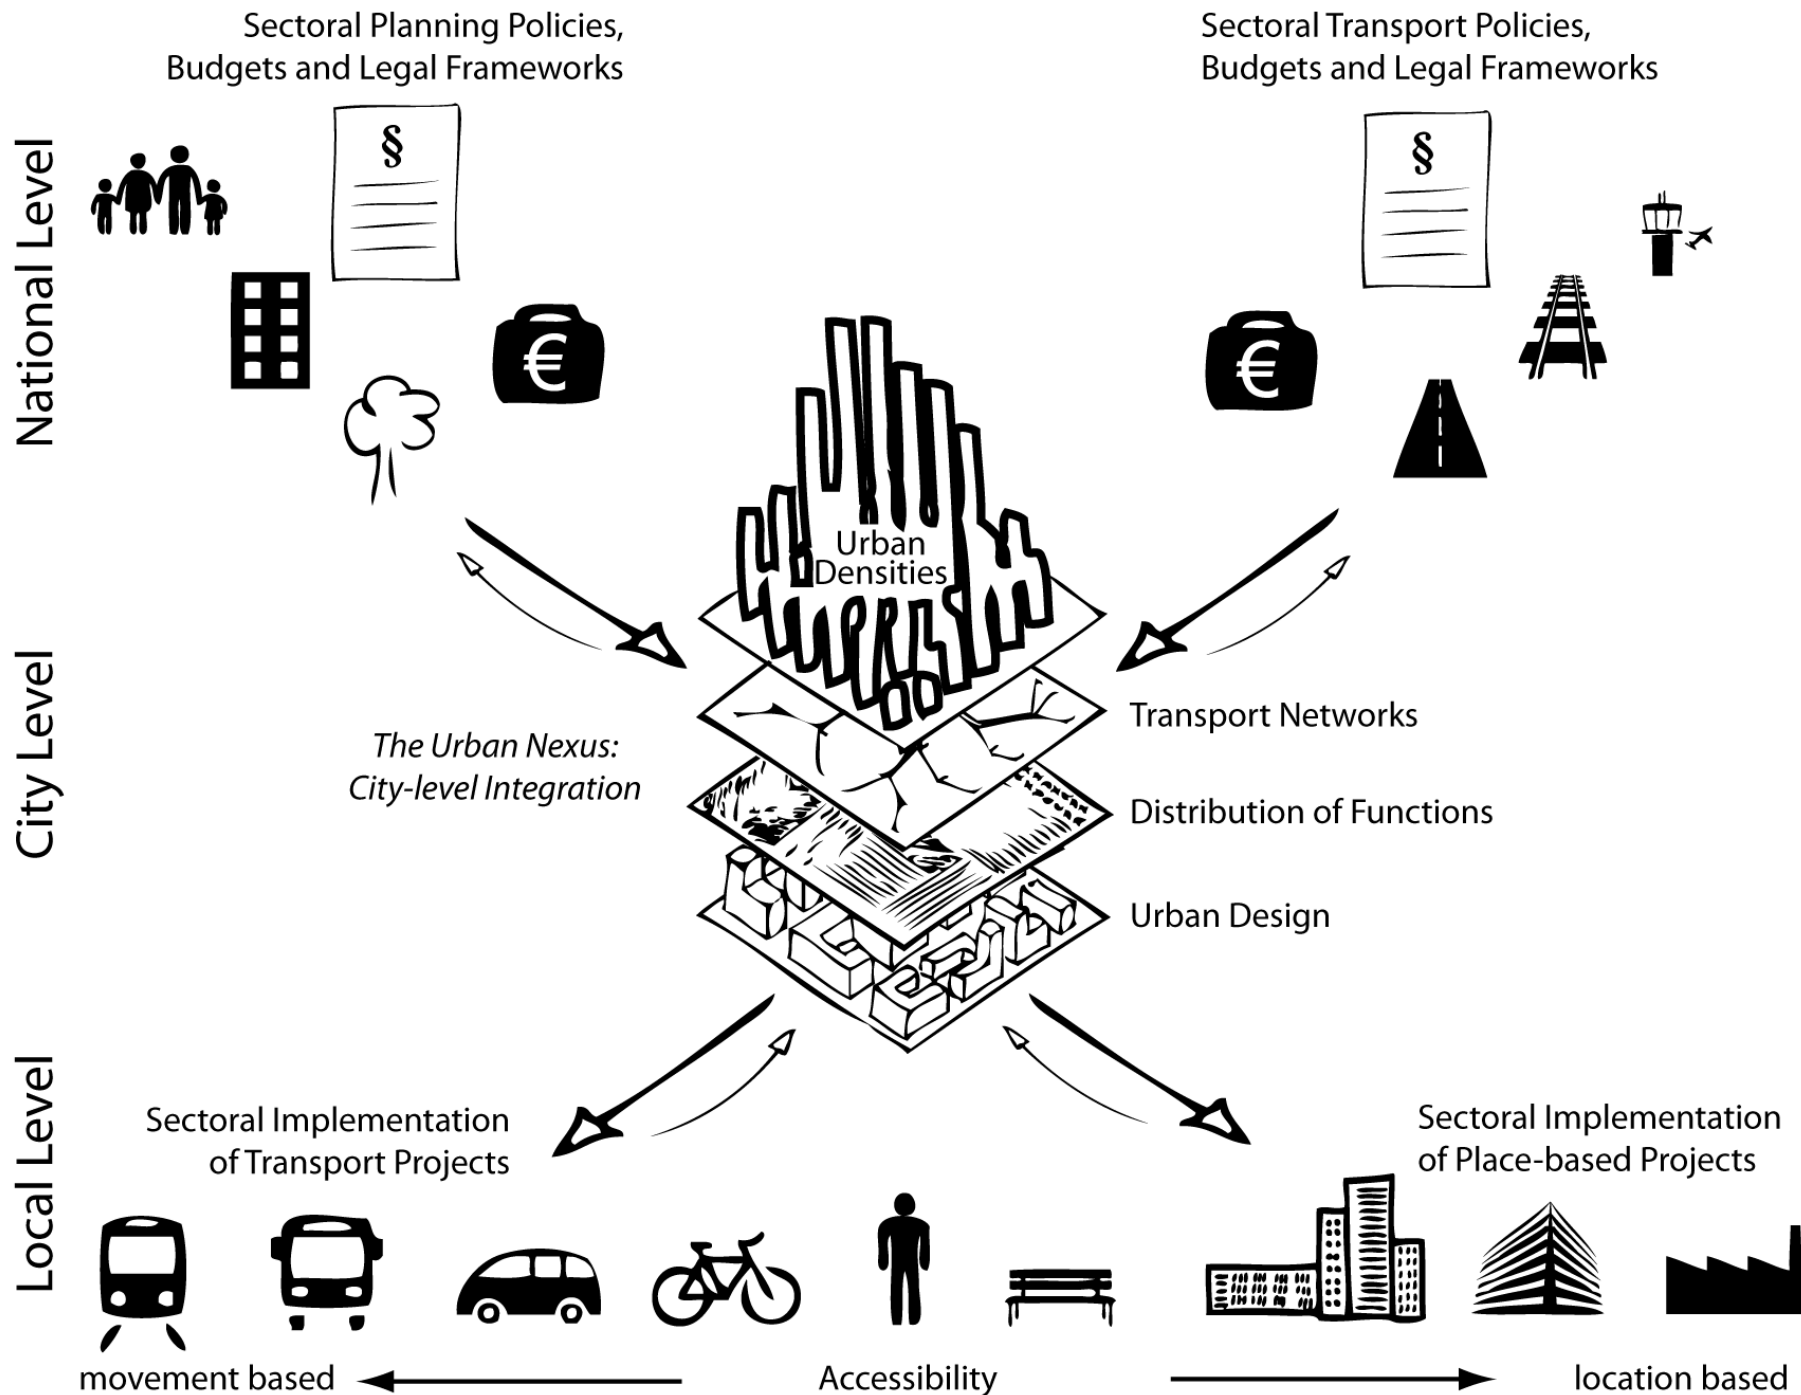 Sectoral Planning Policies,
Budgets and Legal Frameworks
Sectoral Transport Policies,
Budgets and Legal Frameworks
National Level
§
§
€
€
Urban
Densities
City Level
The Urban Nexus:
City-level Integration
Transport Networks
Distribution of Functions
Urban Design
Local Level
Sectoral Implementation
of Transport Projects
Sectoral Implementation
of Place-based Projects
movement based
Accessibility
location based